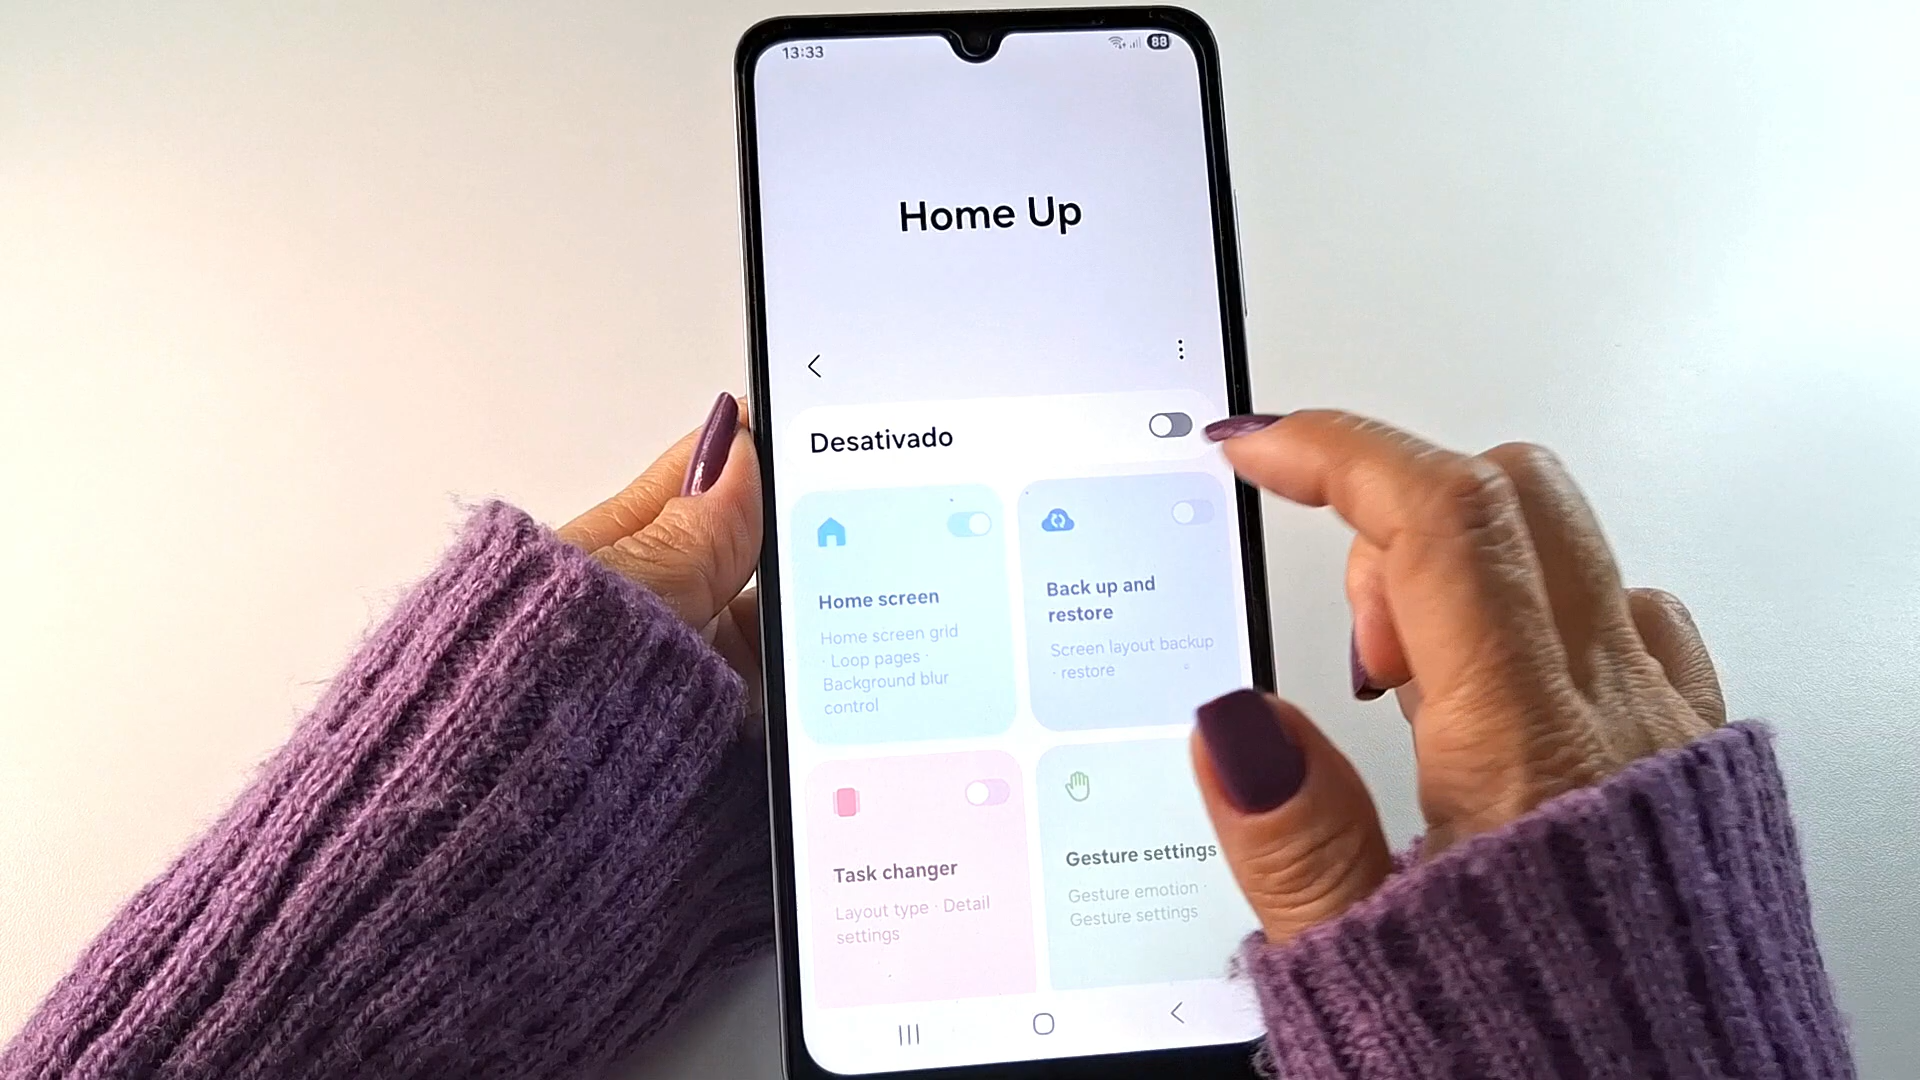 13:33
88
Home Up
Desativado
Home screen
Home screen grid
· Loop pages ·
Background blur
control
Back up and
restore
Screen layout backup
· restore
Task changer
Layout type · Detail
settings
Gesture settings
Gesture emotion ·
Gesture settings